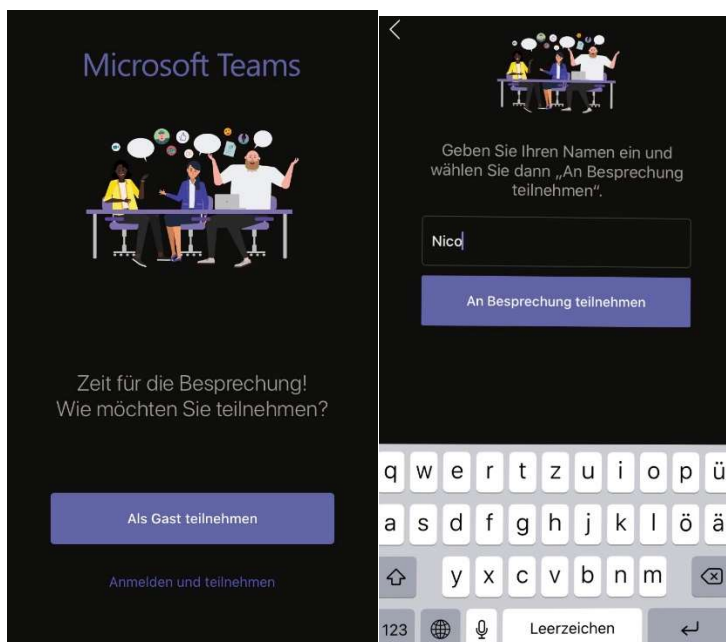 Microsoft Teams
Zeit für die Besprechung!
Wie möchten Sie teilnehmen?
Als Gast teilnehmen
Anmelden und teilnehmen
Geben Sie Ihren Namen ein und
wählen Sie dann „An Besprechung
teilnehmen“.
Nico
An Besprechung teilnehmen
q w e r t z u i o p ü
a s d f g h j k l ö ä
y x c v b n m
123 Leerzeichen